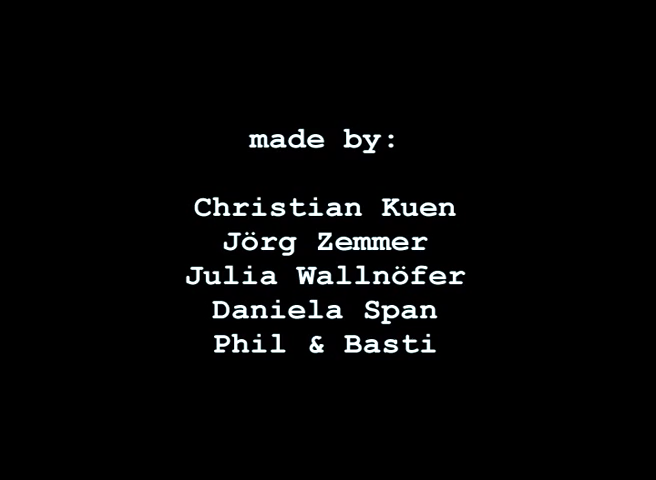 made by:
Christian Kuen
Jörg Zemmer
Julia Wallnöfer
Daniela Span
Phil & Basti